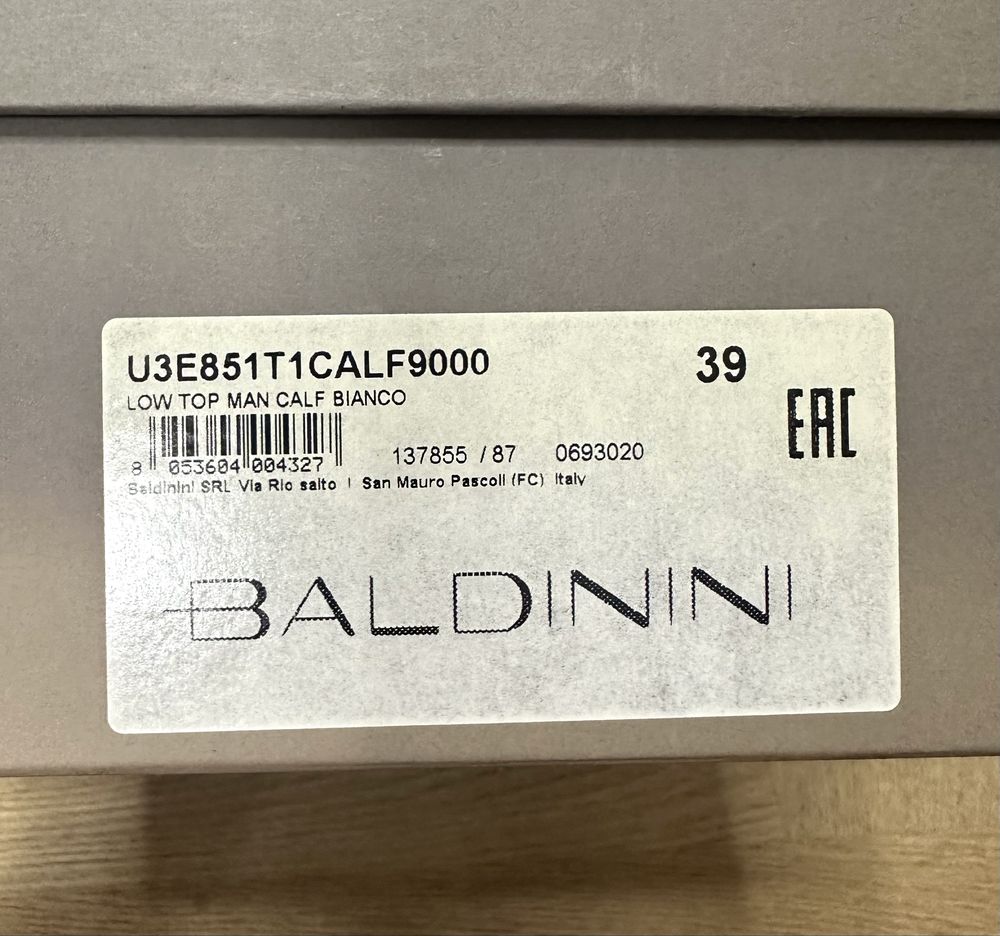 U3E851T1CALF9000 39
LOW TOP MAN CALF BIANCO
EAC
8 053604 004327 137855 / 87 0693020
Baldinini SRL Via Rio salto I San Mauro Pascoli (FC) Italy
BALDININI